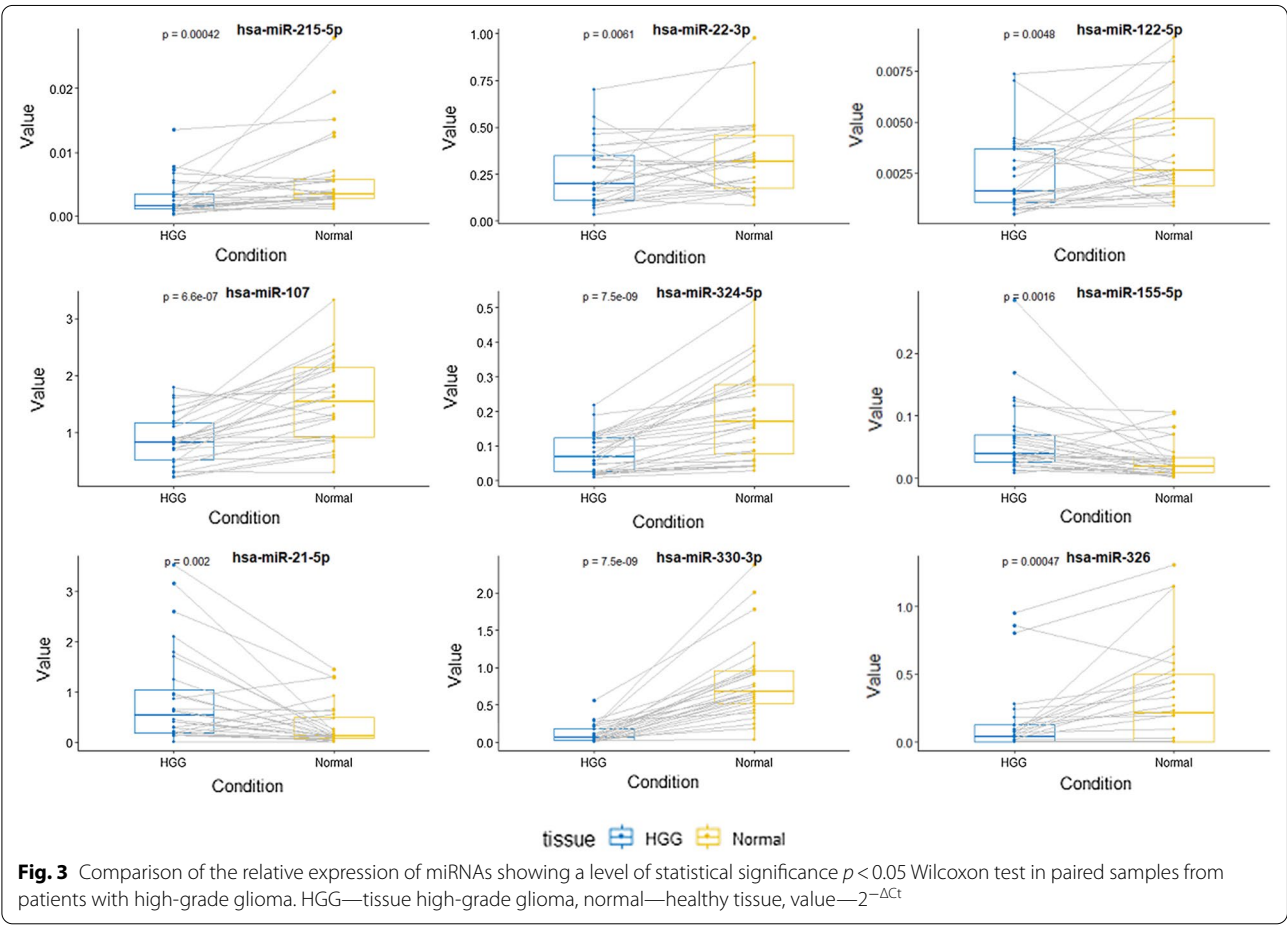 p = 0.00042 hsa-miR-215-5p
Value
0.02
0.01
0.00
HGG Normal
Condition
p = 0.0061 hsa-miR-22-3p
Value
1.00
0.75
0.50
0.25
0.00
HGG Normal
Condition
p = 0.0048 hsa-miR-122-5p
Value
0.0075
0.0050
0.0025
HGG Normal
Condition
p = 6.6e-07 hsa-miR-107
Value
3
2
1
HGG Normal
Condition
p = 7.5e-09 hsa-miR-324-5p
Value
0.5
0.4
0.3
0.2
0.1
0.0
HGG Normal
Condition
p = 0.0016 hsa-miR-155-5p
Value
0.2
0.1
0.0
HGG Normal
Condition
p = 0.002 hsa-miR-21-5p
Value
3
2
1
0
HGG Normal
Condition
p = 7.5e-09 hsa-miR-330-3p
Value
2.0
1.5
1.0
0.5
0.0
HGG Normal
Condition
p = 0.00047 hsa-miR-326
Value
1.0
0.5
0.0
HGG Normal
Condition
tissue HGG Normal
Fig. 3 Comparison of the relative expression of miRNAs showing a level of statistical significance p < 0.05 Wilcoxon test in paired samples from
patients with high-grade glioma. HGG—tissue high-grade glioma, normal—healthy tissue, value—2^−ΔCt